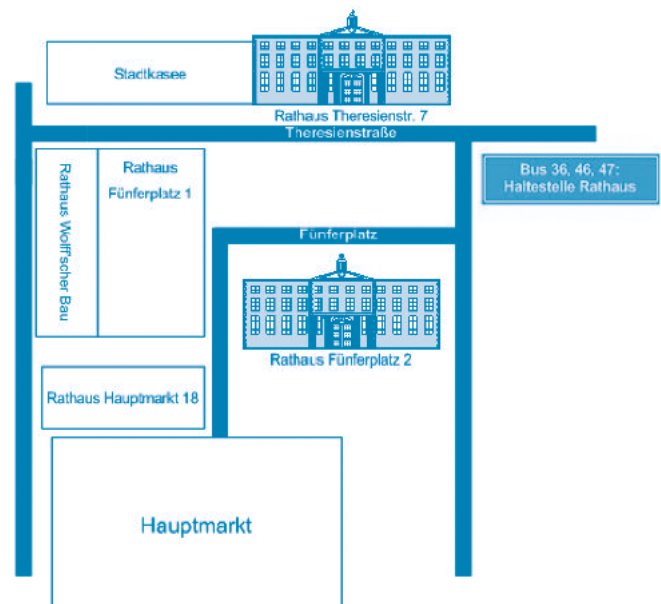 Stadtkasee
Rathaus Theresienstr. 7
Theresienstraße
Rathaus Wolff'scher Bau
Rathaus
Fünferplatz 1
Bus 36, 46, 47:
Haltestelle Rathaus
Fünferplatz
Rathaus Fünferplatz 2
Rathaus Hauptmarkt 18
Hauptmarkt